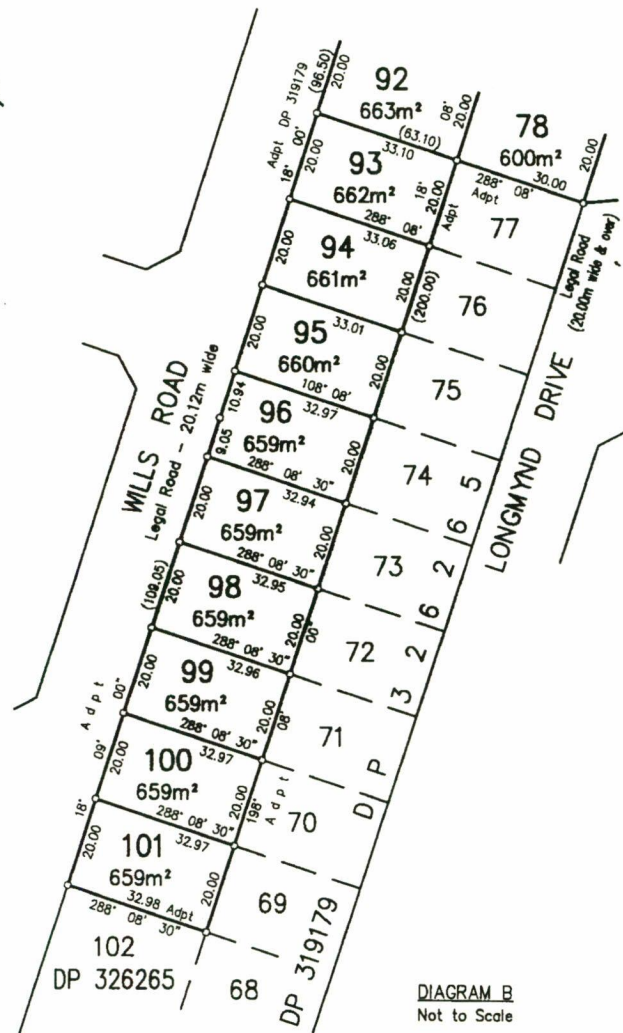 92
663m²
(96.50)
20.00
Adpt DP 319179
18° 00'
(63.10)
33.10
08'
20.00
78
600m²
20.00
288° 08'
30.00
Adpt
93
662m²
20.00
288° 08'
33.06
Adpt 18'
20.00
77
Legal Road
(20.00m wide & over)
94
661m²
20.00
33.01
20.00
(200.00)
76
95
660m²
20.00
108° 08'
32.97
20.00
75
LONGMYND DRIVE
WILLS ROAD
Legal Road - 20.12m wide
96
659m²
10.94
9.05
288° 08' 30"
32.94
20.00
74
97
659m²
20.00
288° 08' 30"
32.95
20.00
73
98
659m²
(109.05)
20.00
288° 08' 30"
32.96
20.00
72
99
659m²
20.00
288° 08' 30"
32.97
20.00
71
100
659m²
20.00
288° 08' 30"
32.97
20.00
70
18° 09' 00" Adpt
198° 08' 00"
Adpt
101
659m²
20.00
32.98 Adpt
288° 08' 30"
20.00
69
102
DP 326265
68
DP 319179
DP 326265
DIAGRAM B
Not to Scale